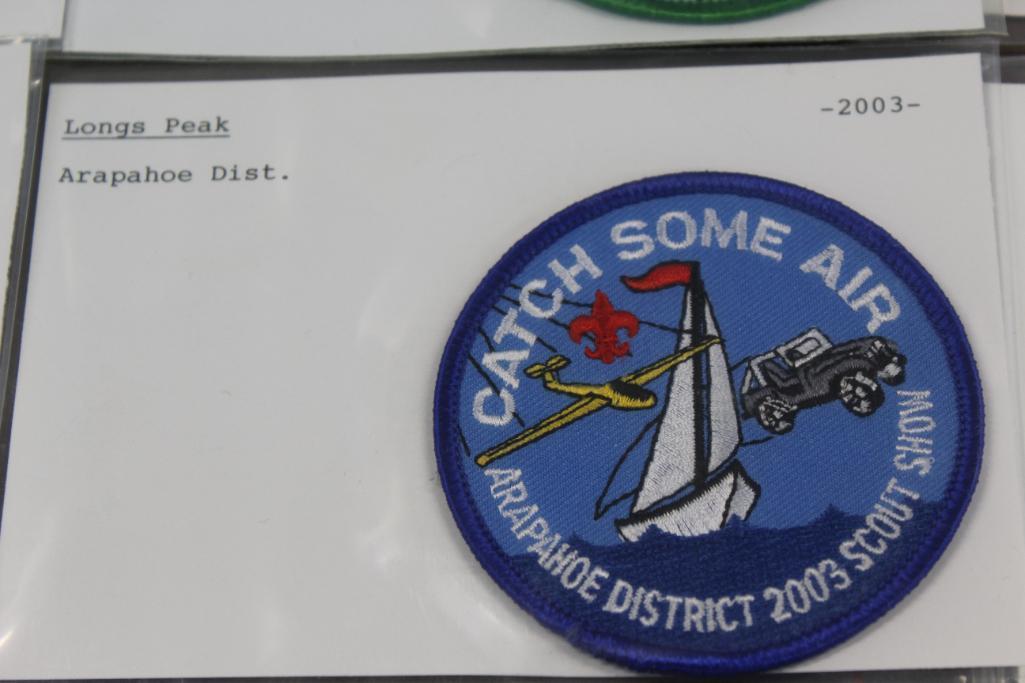 Longs Peak
-2003-
Arapahoe Dist.
CATCH SOME AIR
ARAPAHOE DISTRICT 2003 SCOUT SHOW